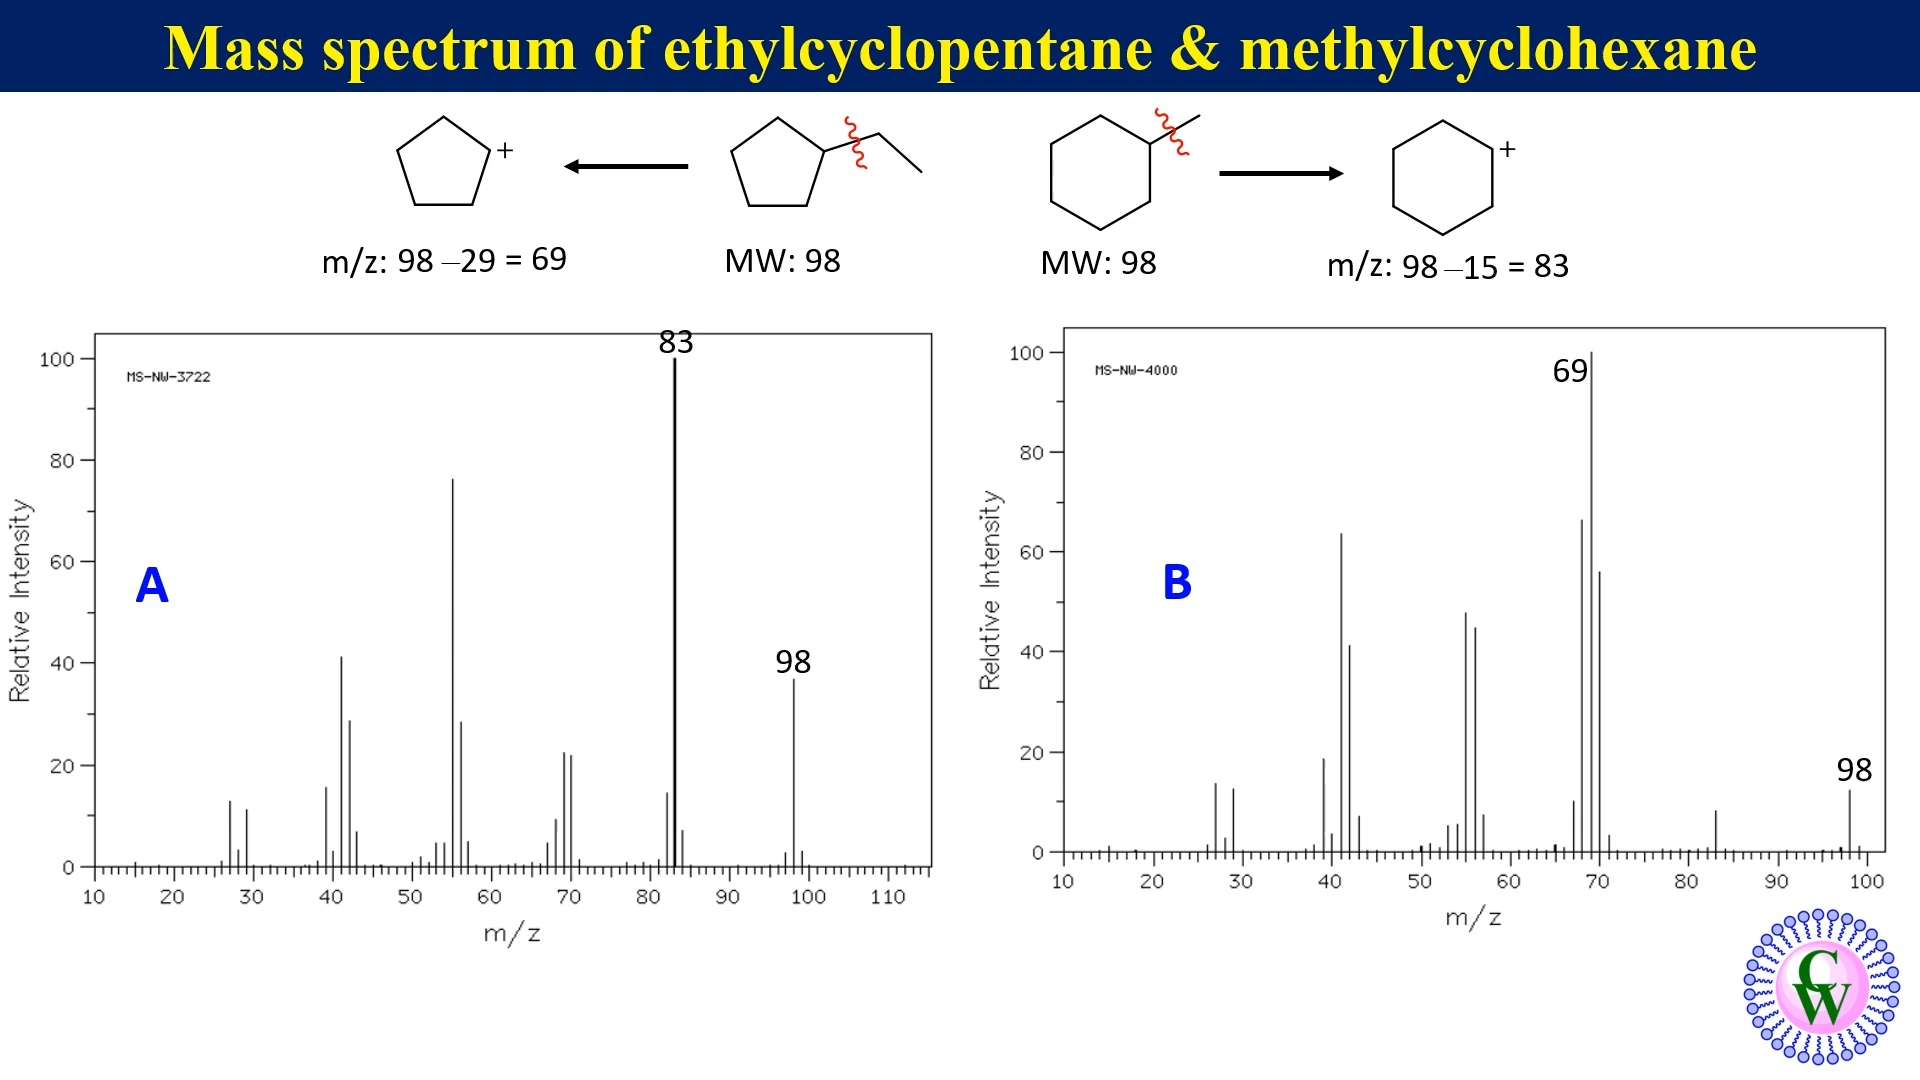 Mass spectrum of ethylcyclopentane & methylcyclohexane
+
+
m/z: 98 –29 = 69
MW: 98
MW: 98
m/z: 98 –15 = 83
83
100
MS-NW-3722
80
60
A
40
98
20
0
10 20 30 40 50 60 70 80 90 100 110
Relative Intensity
m/z
100
MS-NW-4000
69
80
60
B
40
20
98
0
10 20 30 40 50 60 70 80 90 100
Relative Intensity
m/z
C
W